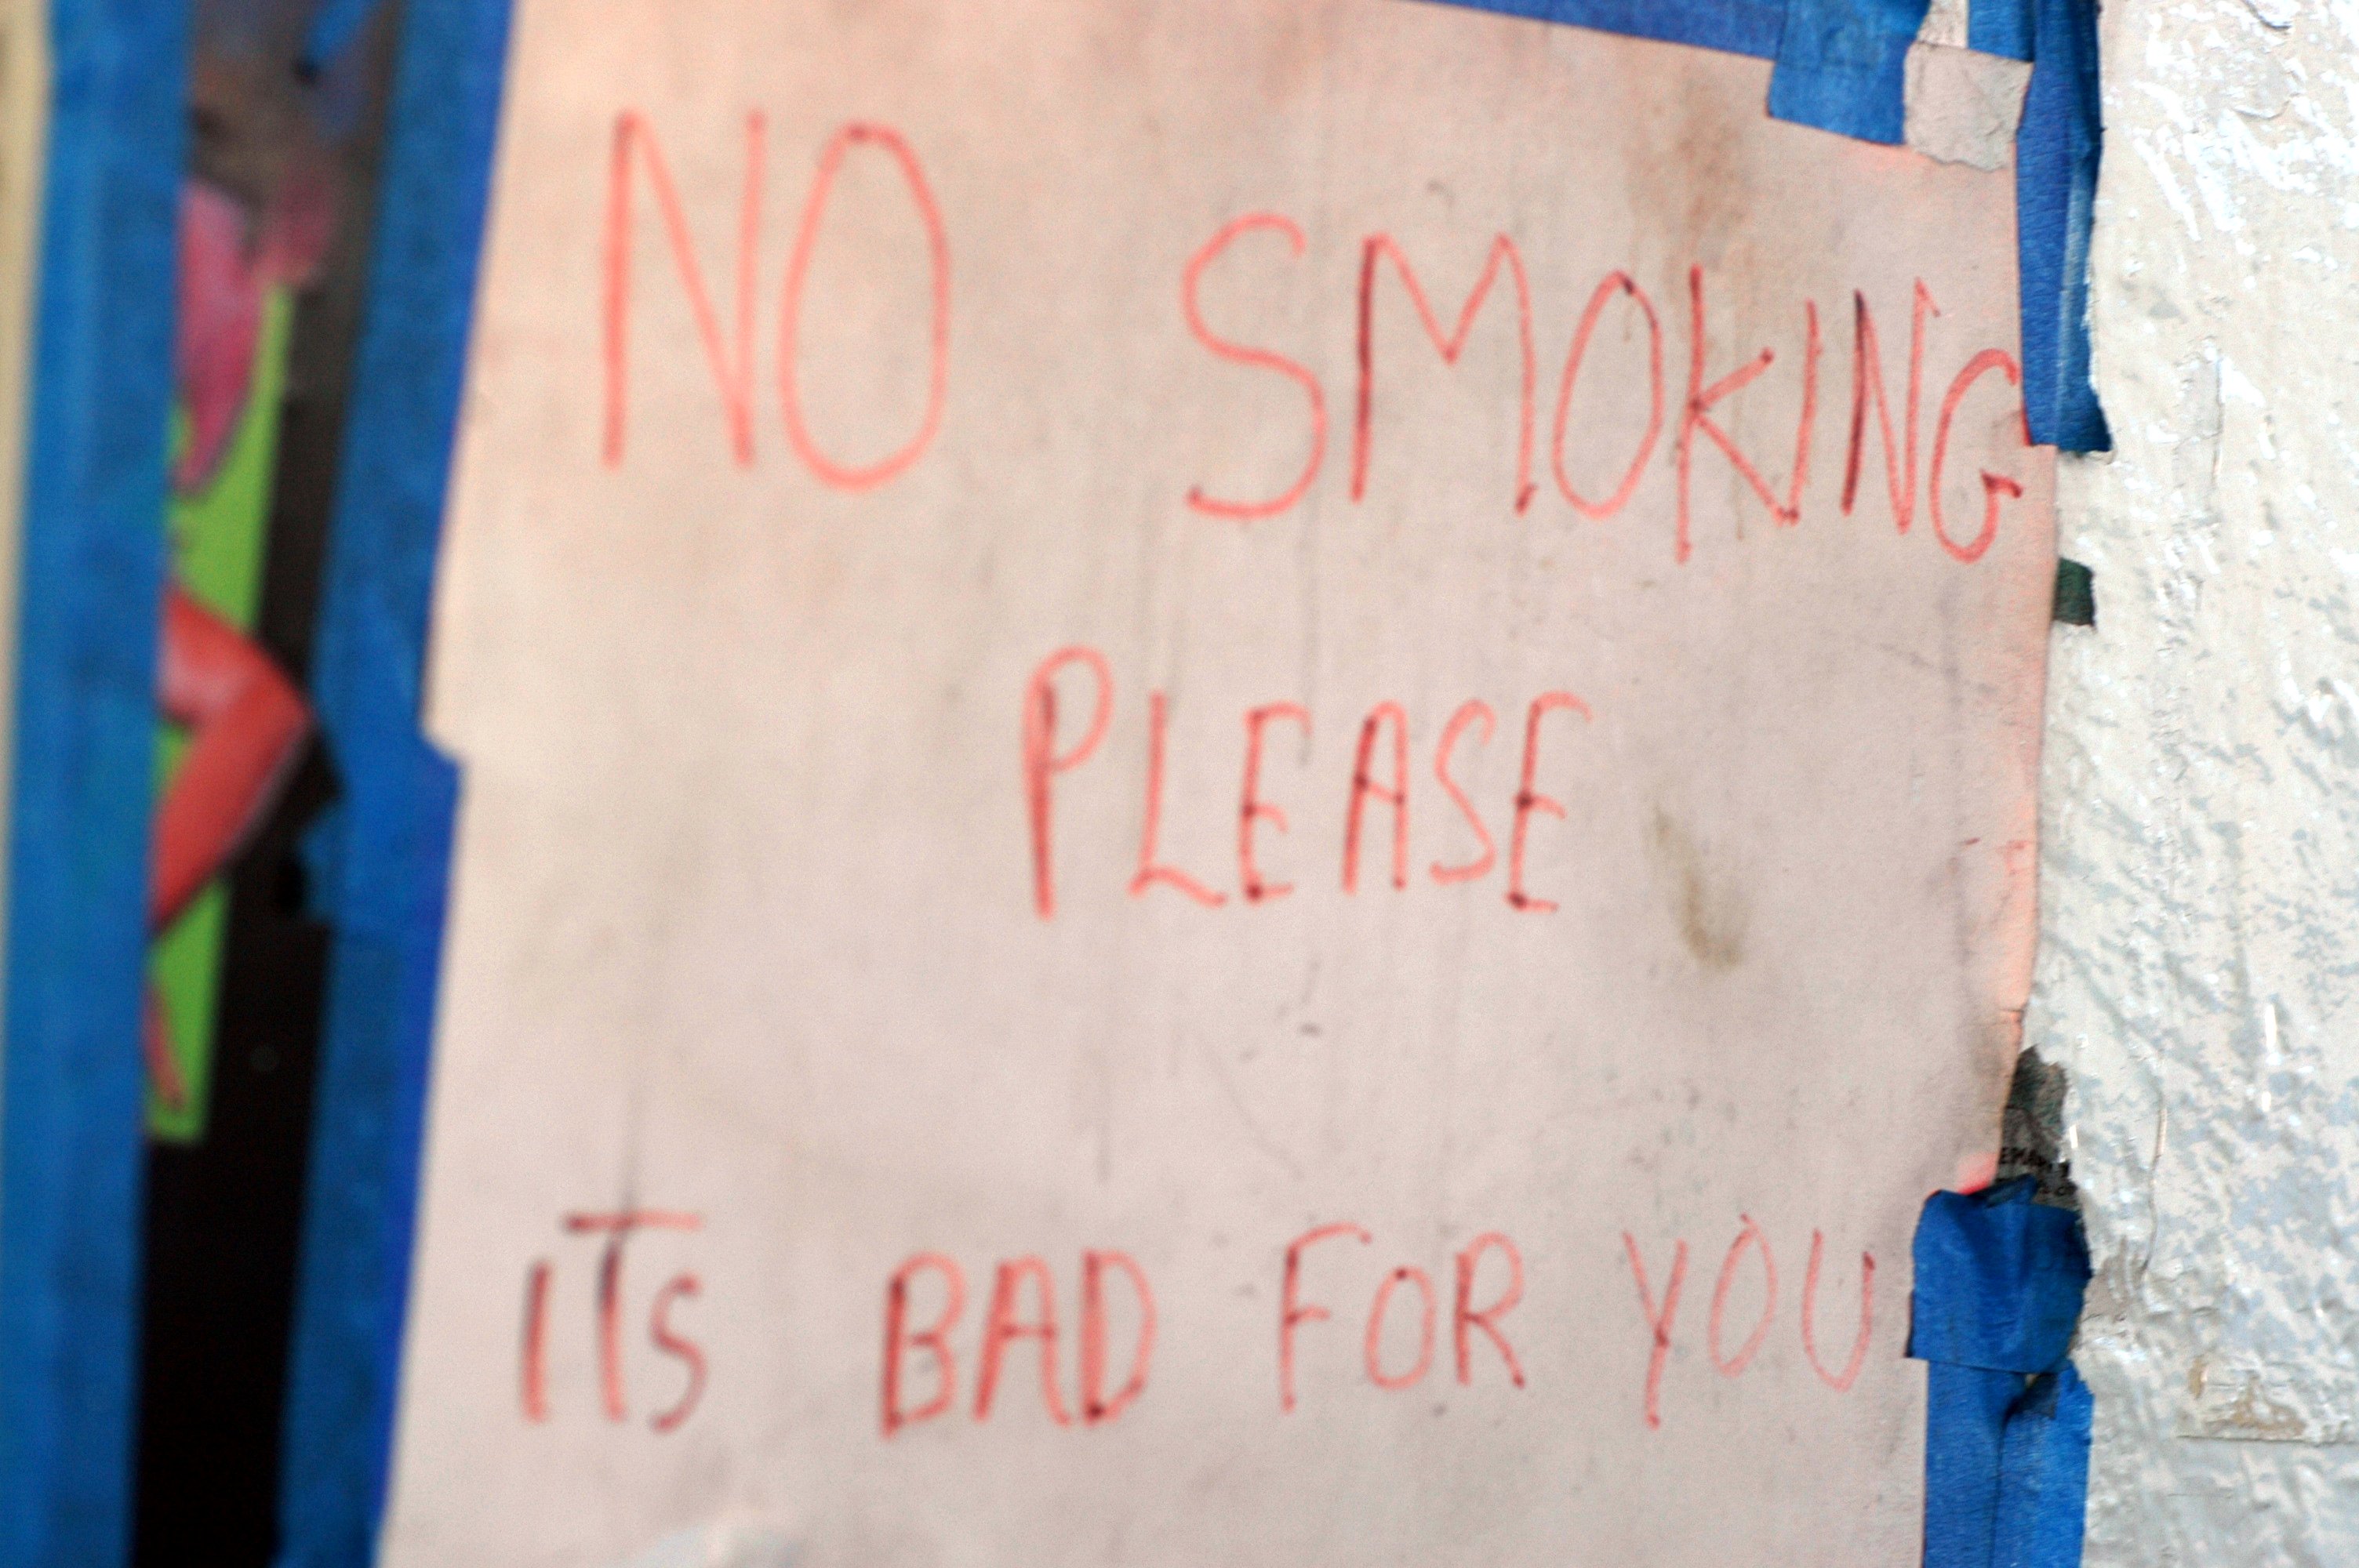 NO SMOKING
PLEASE
ITS BAD FOR YOU